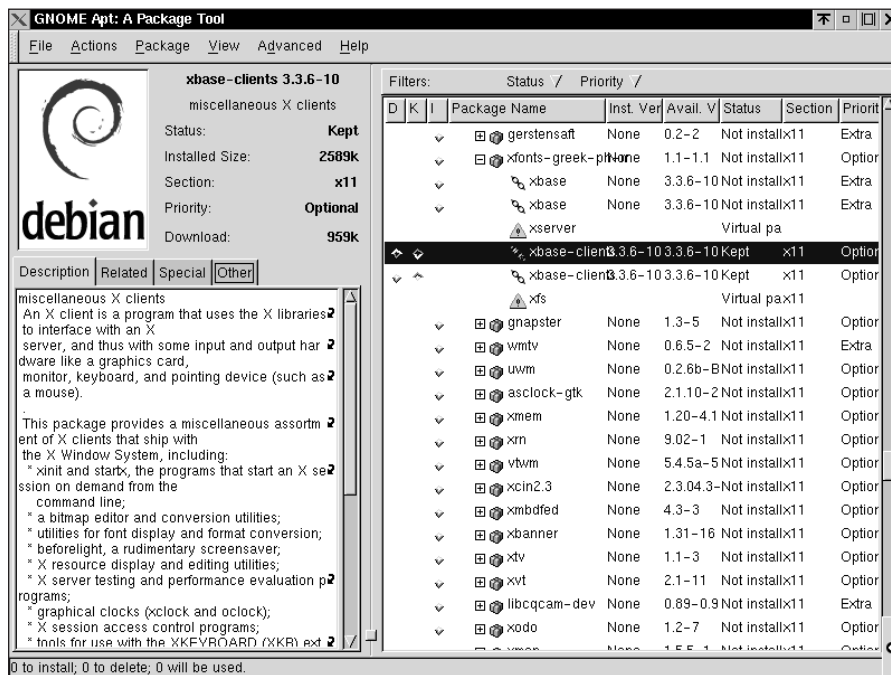 GNOME Apt: A Package Tool
File Actions Package View Advanced Help
debian
xbase-clients 3.3.6-10
miscellaneous X clients
Status: Kept
Installed Size: 2589k
Section: x11
Priority: Optional
Download: 959k
Description Related Special Other
miscellaneous X clients
An X client is a program that uses the X libraries
to interface with an X
server, and thus with some input and output har
dware like a graphics card,
monitor, keyboard, and pointing device (such as
a mouse).
.
This package provides a miscellaneous assortm
ent of X clients that ship with
the X Window System, including:
* xinit and startx, the programs that start an X se
ssion on demand from the
command line;
* a bitmap editor and conversion utilities;
* utilities for font display and format conversion;
* beforelight, a rudimentary screensaver;
* X resource display and editing utilities;
* X server testing and performance evaluation p
rograms;
* graphical clocks (xclock and oclock);
* X session access control programs;
* tools for use with the XKEYBOARD (XKB) ext
Filters: Status Priority
D K I Package Name Inst. Ver Avail. V Status Section Priorit
gerstensaft None 0.2-2 Not install x11 Extra
xfonts-greek-ph None 1.1-1.1 Not install x11 Option
xbase None 3.3.6-10 Not install x11 Extra
xbase None 3.3.6-10 Not install x11 Extra
xserver Virtual pa
xbase-client 3.3.6-10 3.3.6-10 Kept x11 Option
xbase-client 3.3.6-10 3.3.6-10 Kept x11 Option
xfs Virtual pa x11
gnapster None 1.3-5 Not install x11 Option
wmtv None 0.6.5-2 Not install x11 Extra
uwm None 0.2.6b-B Not install x11 Option
asclock-gtk None 2.1.10-2 Not install x11 Option
xmem None 1.20-4.1 Not install x11 Option
xrn None 9.02-1 Not install x11 Option
vtwm None 5.4.5a-5 Not install x11 Option
xcin2.3 None 2.3.04.3- Not install x11 Option
xmbdfed None 4.3-3 Not install x11 Option
xbanner None 1.31-16 Not install x11 Option
xtv None 1.1-3 Not install x11 Option
xvt None 2.1-11 Not install x11 Option
libcqcam-dev None 0.89-0.9 Not install x11 Extra
xodo None 1.2-7 Not install x11 Option
0 to install; 0 to delete; 0 will be used.